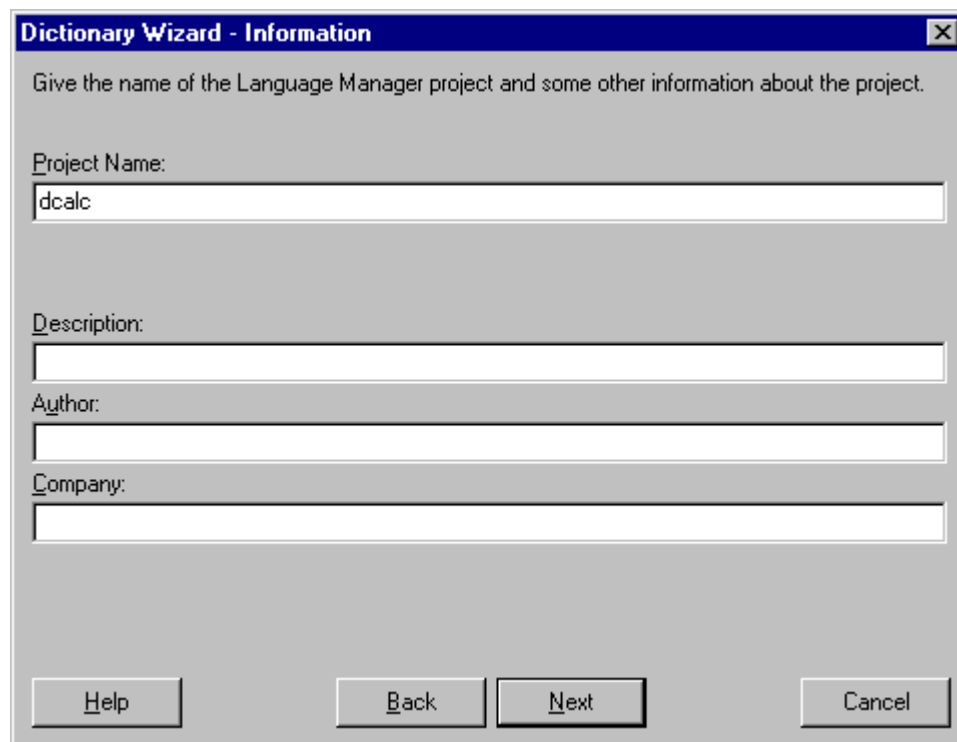 Dictionary Wizard - Information
Give the name of the Language Manager project and some other information about the project.
Project Name:
dcalc
Description:
Author:
Company:
Help
Back
Next
Cancel